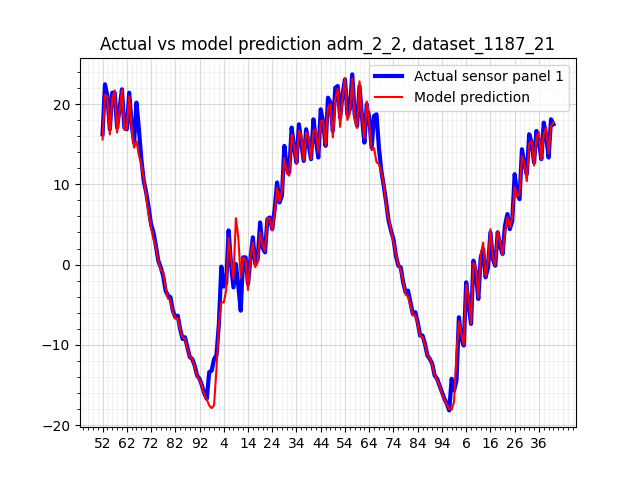 Actual vs model prediction adm_2_2, dataset_1187_21
Actual sensor panel 1
Model prediction
20
10
0
−10
−20
52 62 72 82 92 4 14 24 34 44 54 64 74 84 94 6 16 26 36